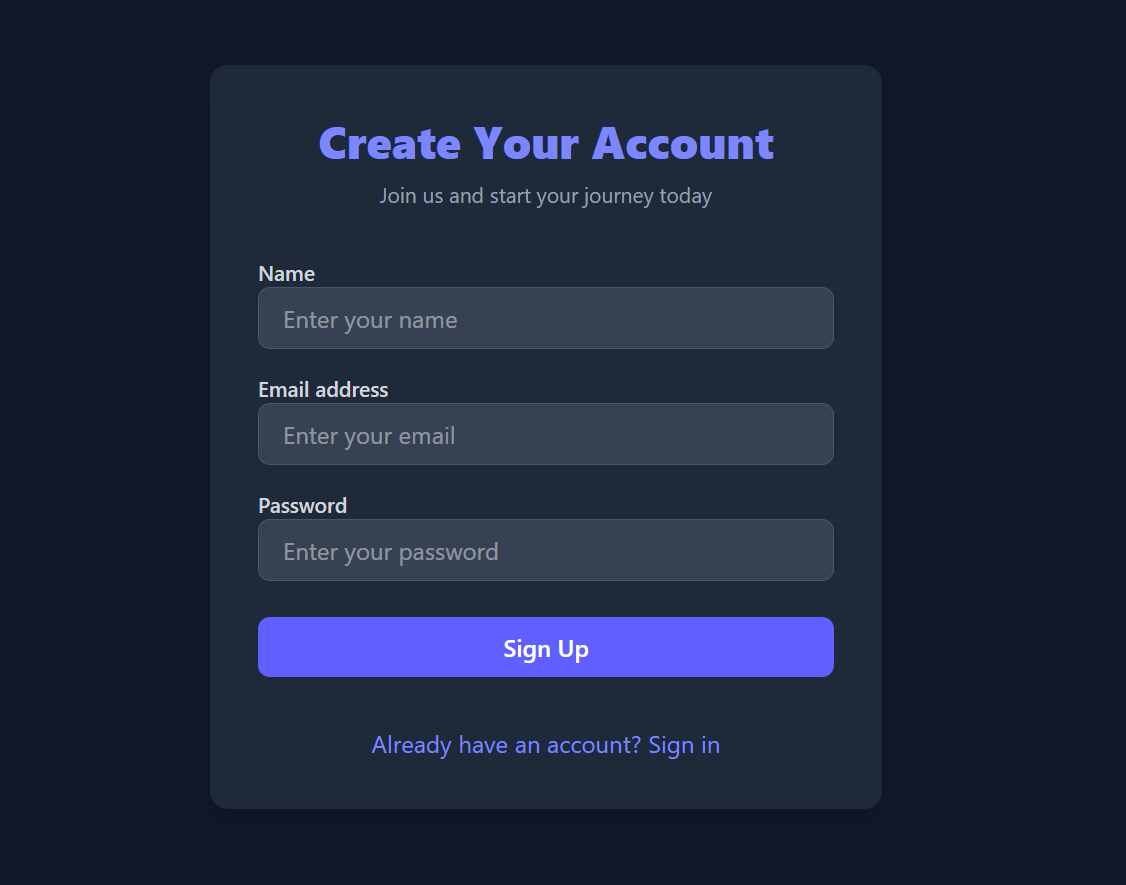 Create Your Account
Join us and start your journey today
Name
Enter your name
Email address
Enter your email
Password
Enter your password
Sign Up
Already have an account? Sign in